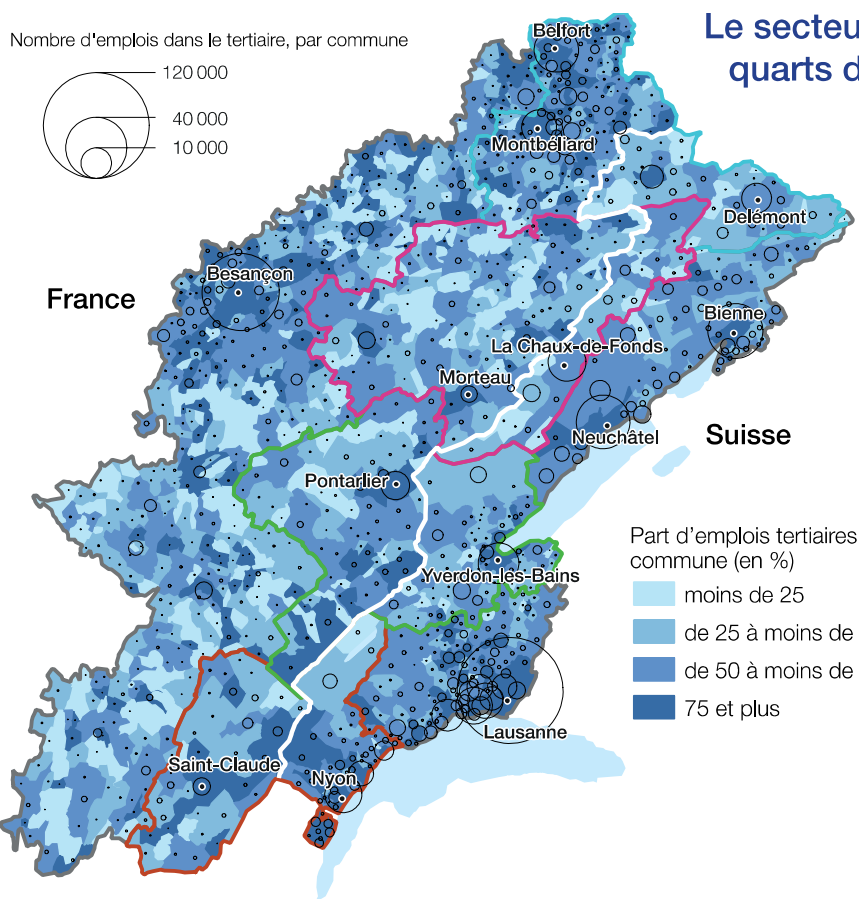 Le secteu
quarts d
Nombre d'emplois dans le tertiaire, par commune
120 000
40 000
10 000
Belfort
Montbéliard
Delémont
Besançon
France
Bienne
La Chaux-de-Fonds
Morteau
Neuchâtel
Suisse
Pontarlier
Yverdon-les-Bains
Part d'emplois tertiaires
commune (en %)
moins de 25
de 25 à moins de
de 50 à moins de
75 et plus
Lausanne
Saint-Claude
Nyon